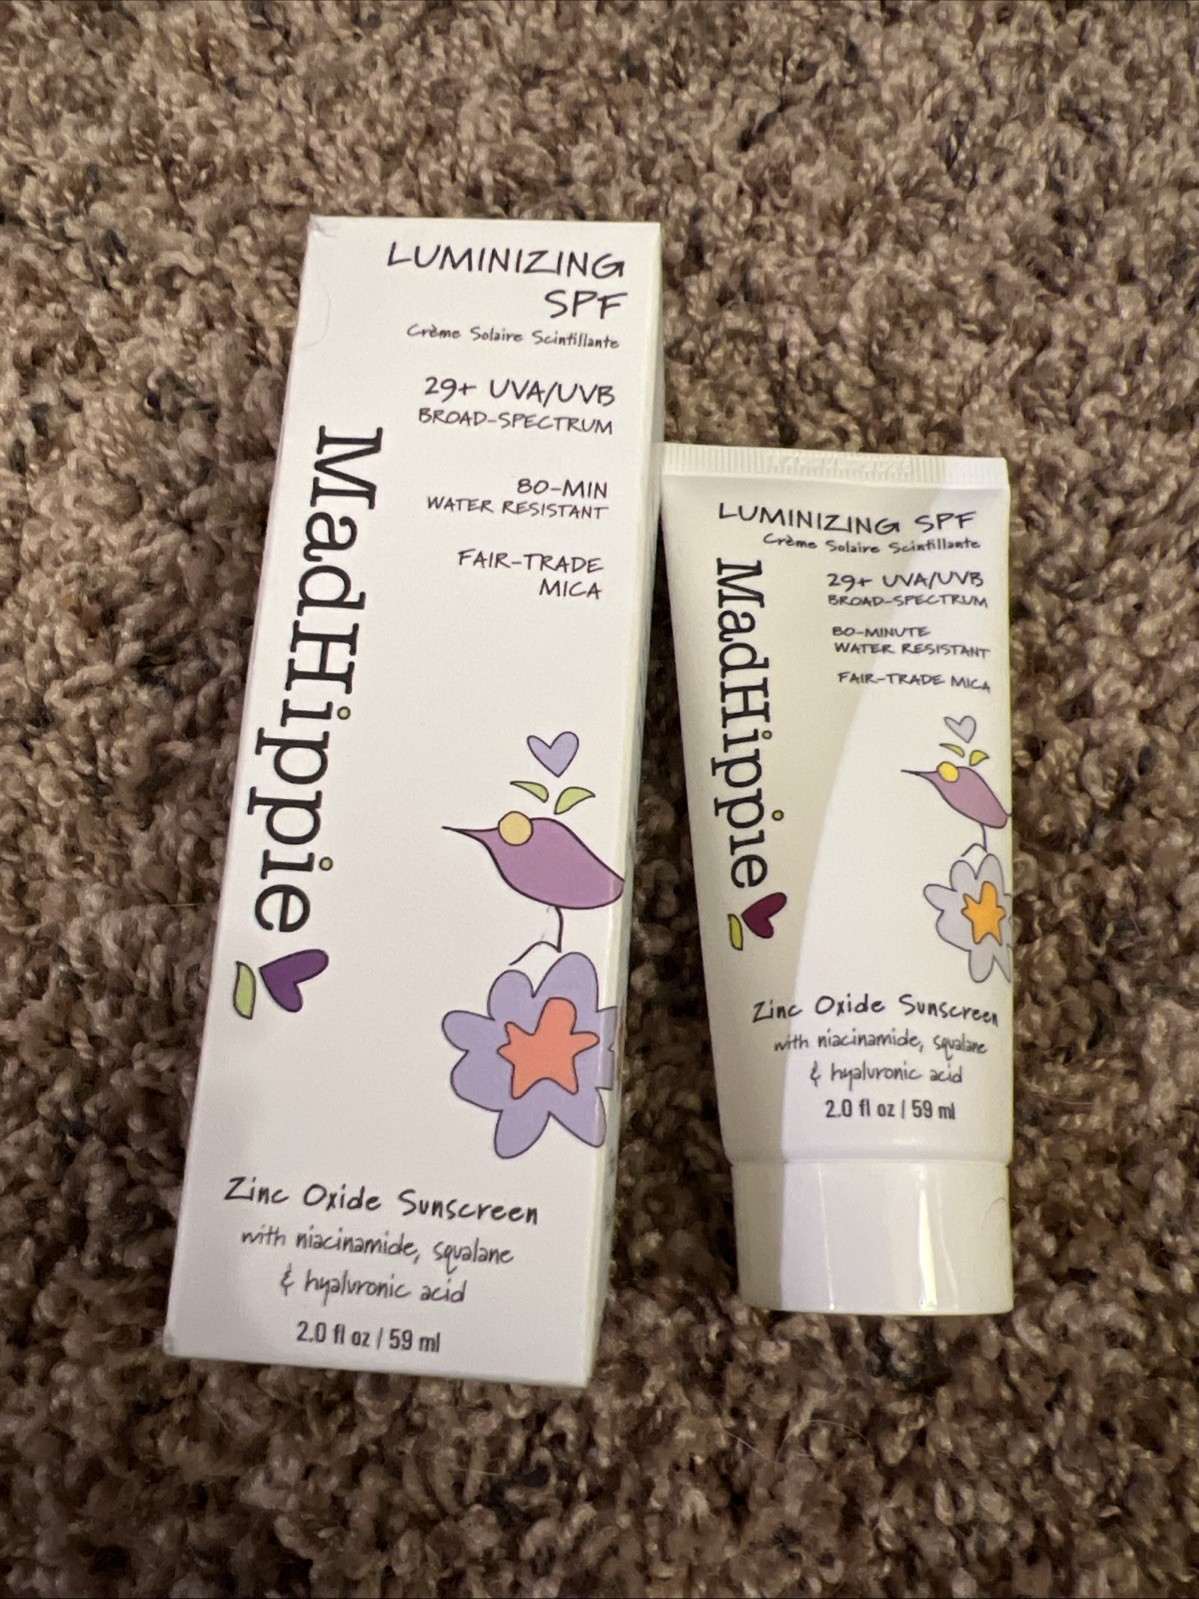 LUMINIZING
SPF
Crème Solaire Scintillante
29+ UVA/UVB
BROAD-SPECTRUM
80-MIN
WATER RESISTANT
FAIR-TRADE
MICA
MadHippie
Zinc Oxide Sunscreen
with niacinamide, squalane
& hyaluronic acid
2.0 fl oz / 59 ml
LUMINIZING SPF
Crème Solaire Scintillante
29+ UVA/UVB
BROAD-SPECTRUM
80-MINUTE
WATER RESISTANT
FAIR-TRADE MICA
MadHippie
Zinc Oxide Sunscreen
with niacinamide, squalane
& hyaluronic acid
2.0 fl oz / 59 ml